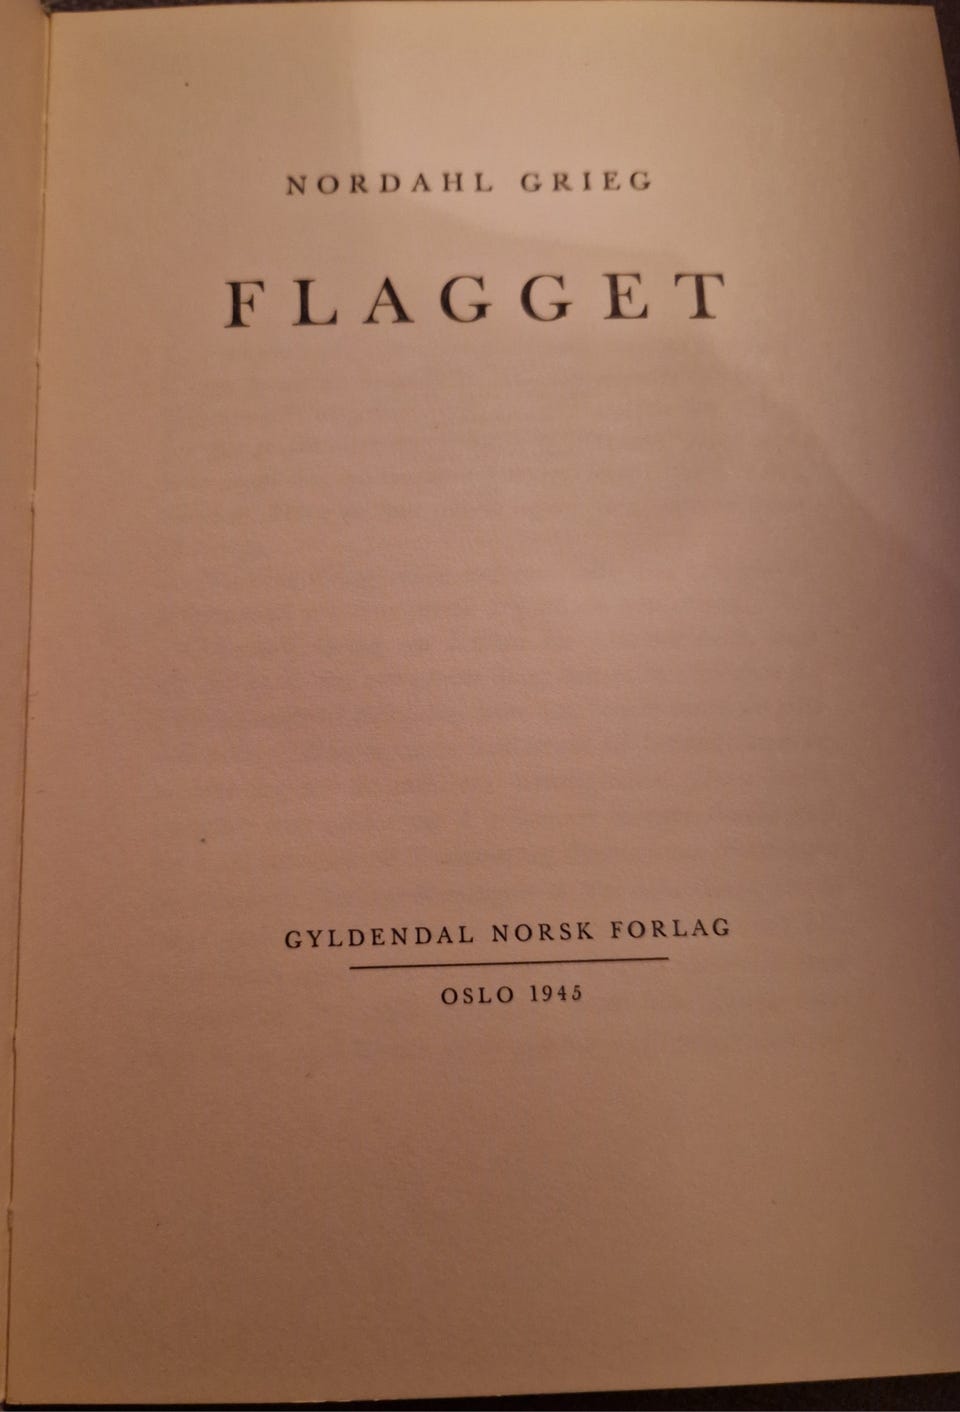 NORDAHL GRIEG
FLAGGET
GYLDENDAL NORSK FORLAG
OSLO 1945